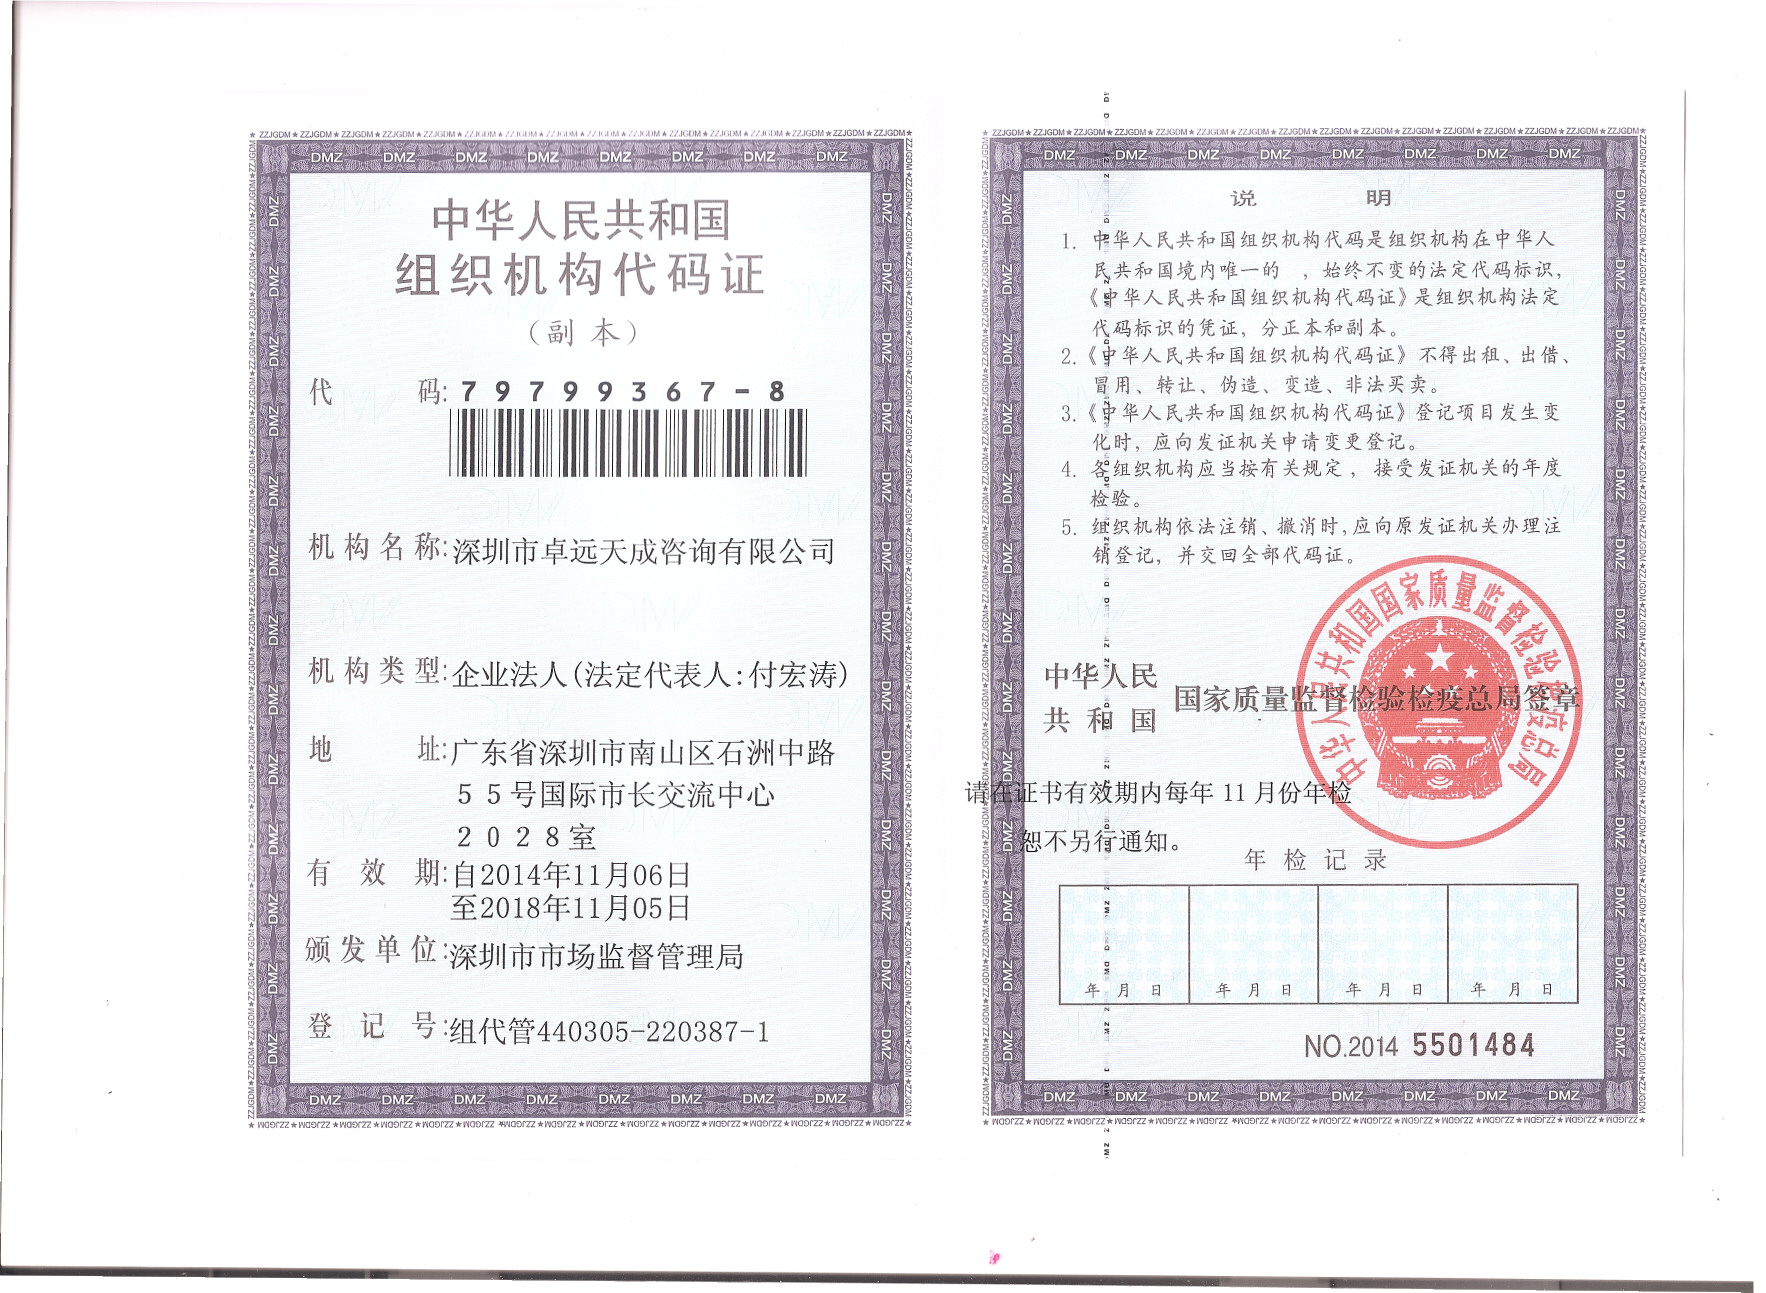 中华人民共和国
组织机构代码证
（副 本）
代 码: 79799367-8
机构名称: 深圳市卓远天成咨询有限公司
机构类型: 企业法人(法定代表人:付宏涛)
地 址: 广东省深圳市南山区石洲中路
55号国际市长交流中心
2028室
有 效 期: 自2014年11月06日
至2018年11月05日
颁发单位: 深圳市市场监督管理局
登 记 号: 组代管440305-220387-1
说 明
1. 中华人民共和国组织机构代码是组织机构在中华人
民共和国境内唯一的 ，始终不变的法定代码标识，
《中华人民共和国组织机构代码证》是组织机构法定
代码标识的凭证，分正本和副本。
2.《中华人民共和国组织机构代码证》不得出租、出借、
冒用、转让、伪造、变造、非法买卖。
3.《中华人民共和国组织机构代码证》登记项目发生变
化时，应向发证机关申请变更登记。
4. 各组织机构应当按有关规定，接受发证机关的年度
检验。
5. 组织机构依法注销、撤消时，应向原发证机关办理注
销登记，并交回全部代码证。
中华人民
共和国
国家质量监督检验检疫总局签章
中华人民共和国国家质量监督检验检疫总局
请在证书有效期内每年 11 月份年检
恕不另行通知。
年 检 记 录
年 月 日 年 月 日 年 月 日 年 月 日
NO.2014 5501484